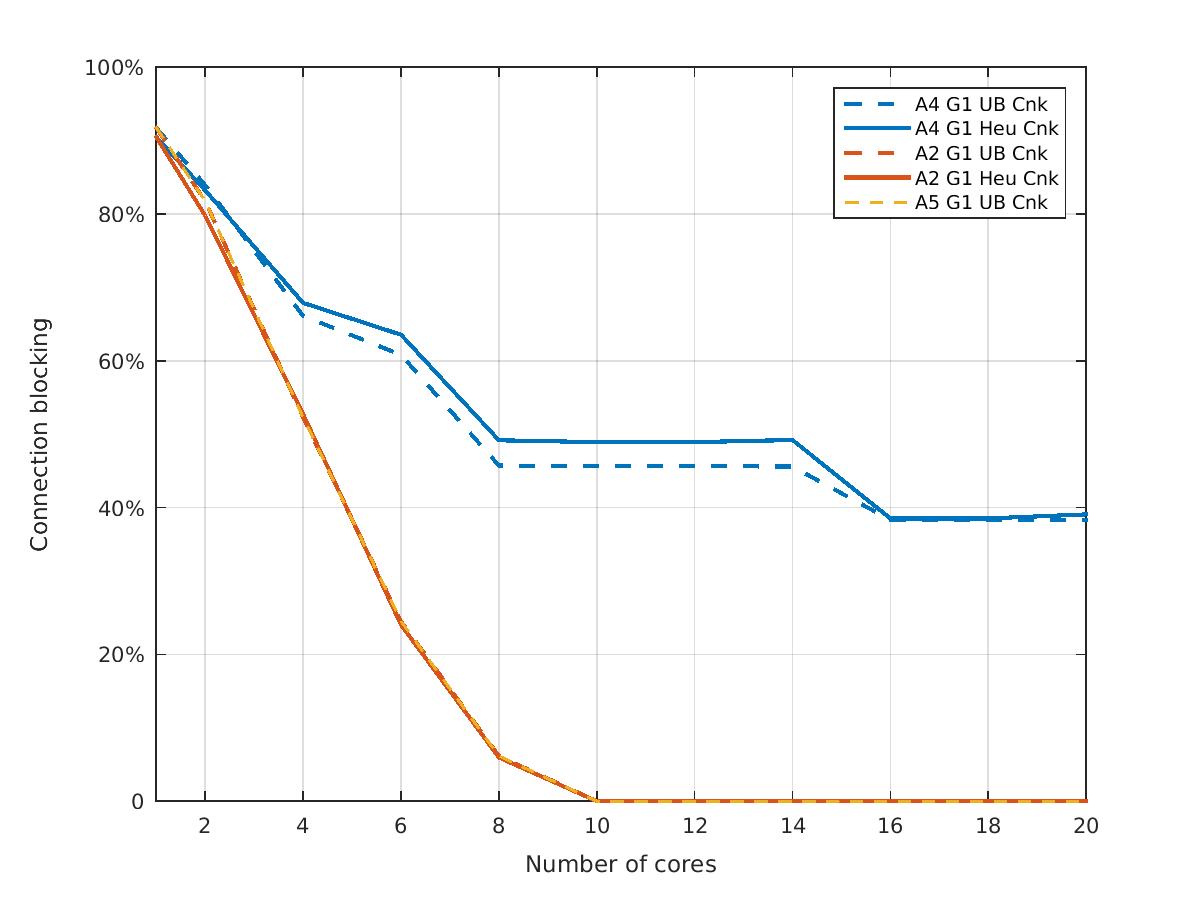 100%
80%
60%
40%
20%
0
Connection blocking
A4 G1 UB Cnk
A4 G1 Heu Cnk
A2 G1 UB Cnk
A2 G1 Heu Cnk
A5 G1 UB Cnk
2 4 6 8 10 12 14 16 18 20
Number of cores